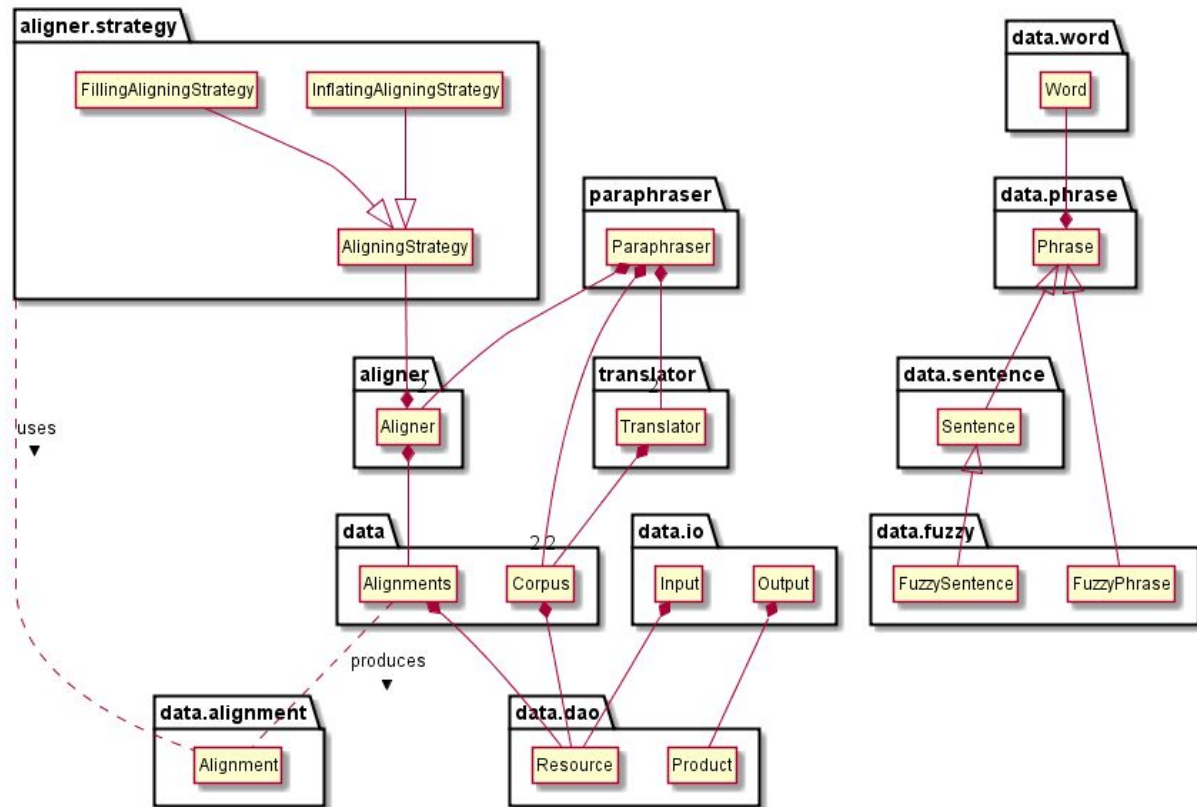 aligner.strategy
data.word
FillingAligningStrategy
InflatingAligningStrategy
Word
paraphraser
data.phrase
AligningStrategy
Paraphraser
Phrase
aligner
2
translator
2
data.sentence
Aligner
Translator
Sentence
uses
data
2 2
data.io
data.fuzzy
Alignments
Corpus
Input
Output
FuzzySentence
FuzzyPhrase
produces
data.alignment
data.dao
Alignment
Resource
Product